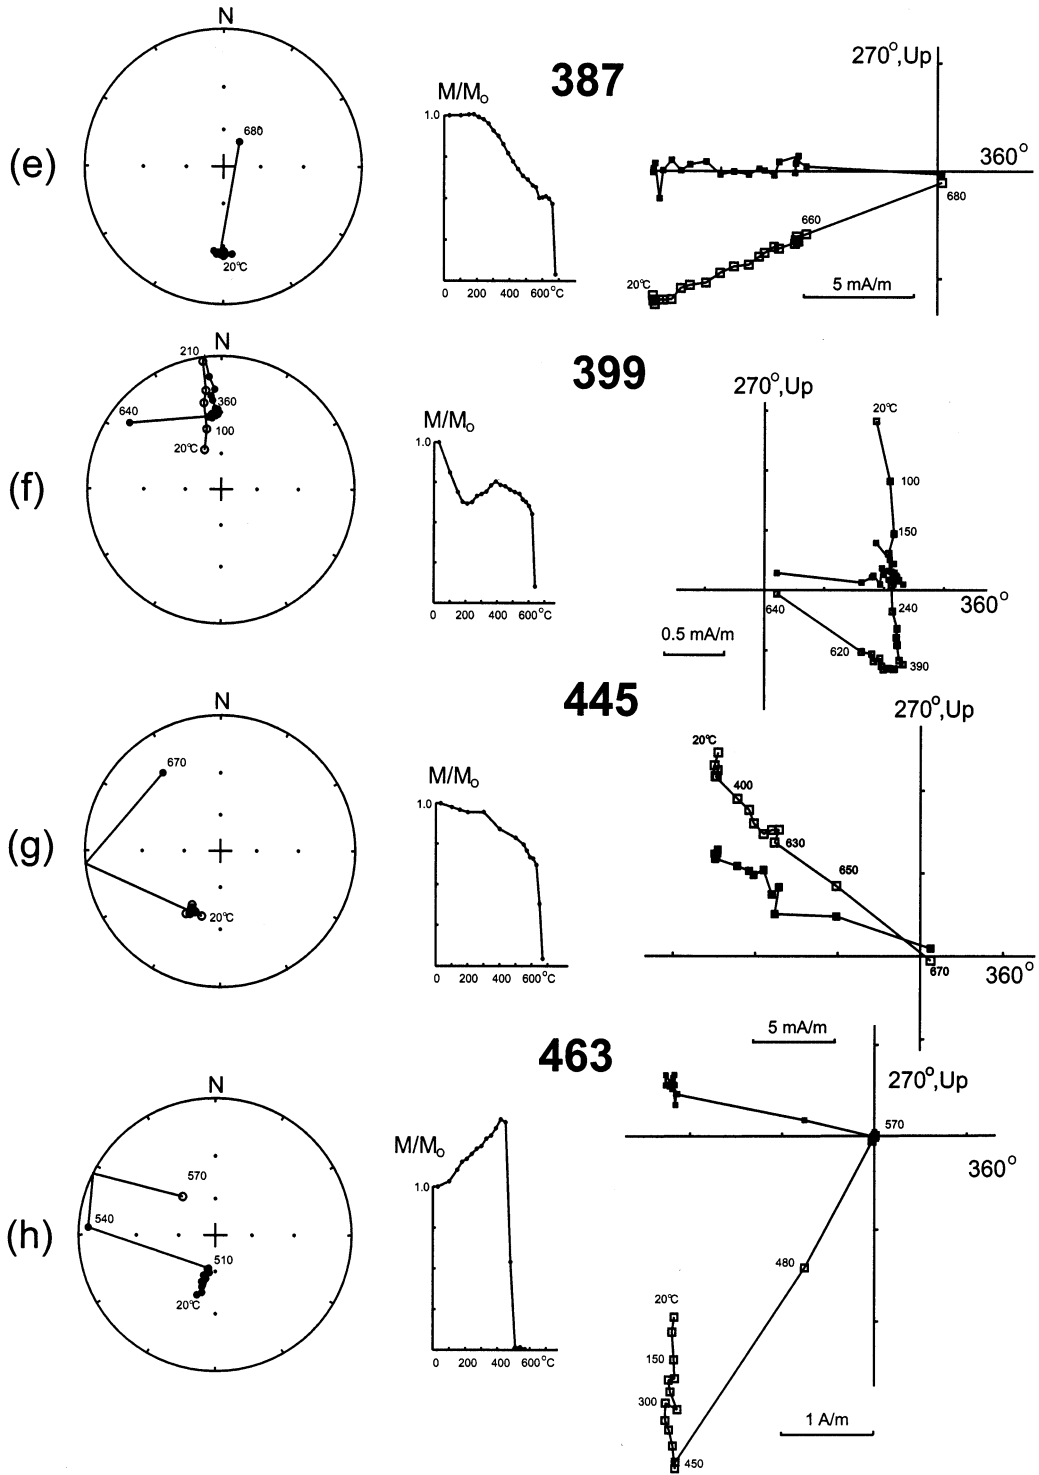 387
(e)
N
680
20°C
M/M₀
1.0
0 200 400 600°C
270°,Up
360°
680
660
20°C
5 mA/m
399
(f)
N
210
640
360
100
20°C
M/M₀
1.0
0 200 400 600°C
270°,Up
20°C
100
150
360°
240
640
620
390
0.5 mA/m
445
(g)
N
670
20°C
M/M₀
1.0
0 200 400 600°C
270°,Up
20°C
400
630
650
670
360°
5 mA/m
463
(h)
N
570
540
510
20°C
M/M₀
1.0
0 200 400 600°C
270°,Up
570
360°
480
20°C
150
300
450
1 A/m